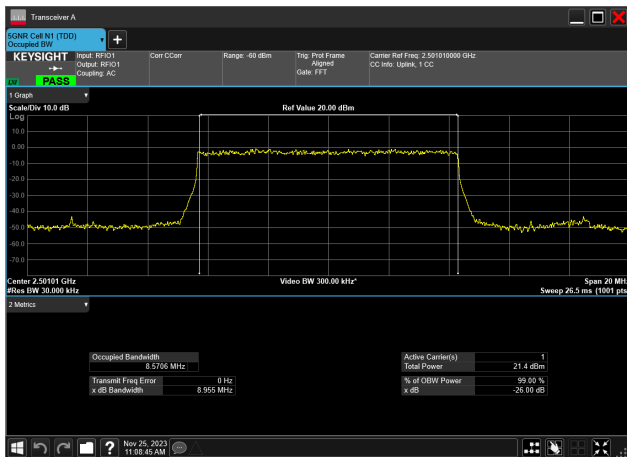 Transceiver A
5GNR Cell N1 (TDD)
Occupied BW
KEYSIGHT
LXI
PASS
Input: RFIO1
Output: RFIO1
Coupling: AC
Corr CCorr
Range: -60 dBm
Trig: Prot Frame
Aligned
Gate: FFT
Carrier Ref Freq: 2.501010000 GHz
CC Info: Uplink, 1 CC
1 Graph
Scale/Div 10.0 dB
Ref Value 20.00 dBm
Log
10.0
0.00
-10.0
-20.0
-30.0
-40.0
-50.0
-60.0
-70.0
Center 2.50101 GHz
Video BW 300.00 kHz*
Span 20 MH
#Res BW 30.000 kHz
Sweep 26.5 ms (1001 pts
2 Metrics
Occupied Bandwidth
8.5706 MHz
Transmit Freq Error 0 Hz
x dB Bandwidth 8.955 MHz
Active Carrier(s) 1
Total Power 21.4 dBm
% of OBW Power 99.00 %
x dB -26.00 dB
Nov 25, 2023
11:08:45 AM